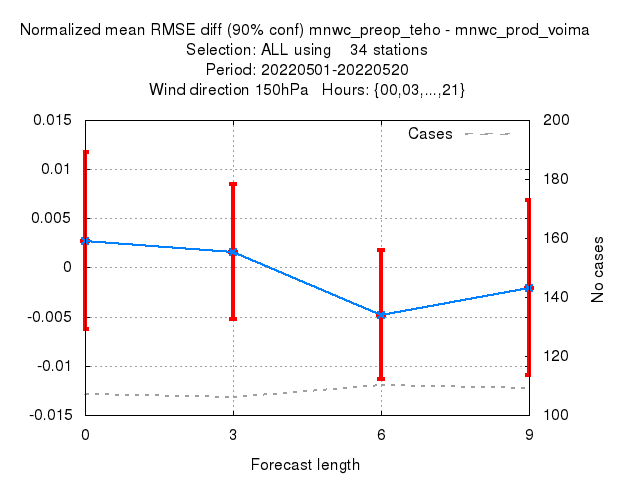 Normalized mean RMSE diff (90% conf) mnwc_preop_teho - mnwc_prod_voima
Selection: ALL using    34 stations
Period: 20220501-20220520
Wind direction 150hPa   Hours: {00,03,...,21}
Cases
0.015
0.01
0.005
0
-0.005
-0.01
-0.015
200
180
160
140
120
100
No cases
0
3
6
9
Forecast length